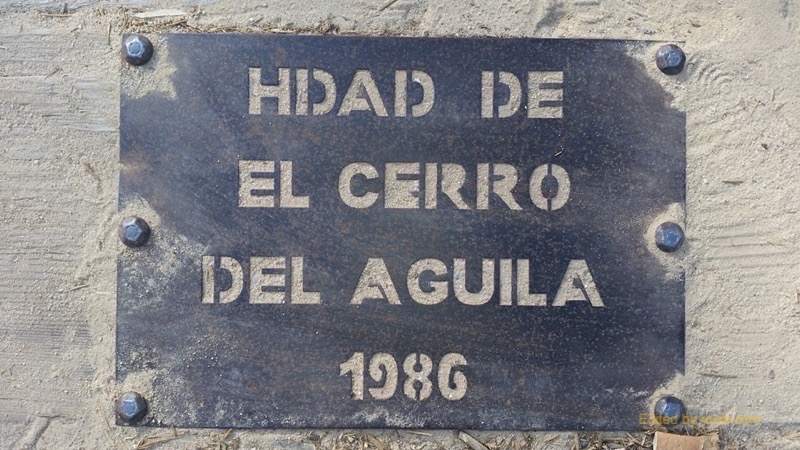 HDAD DE
EL CERRO
DEL AGUILA
1986